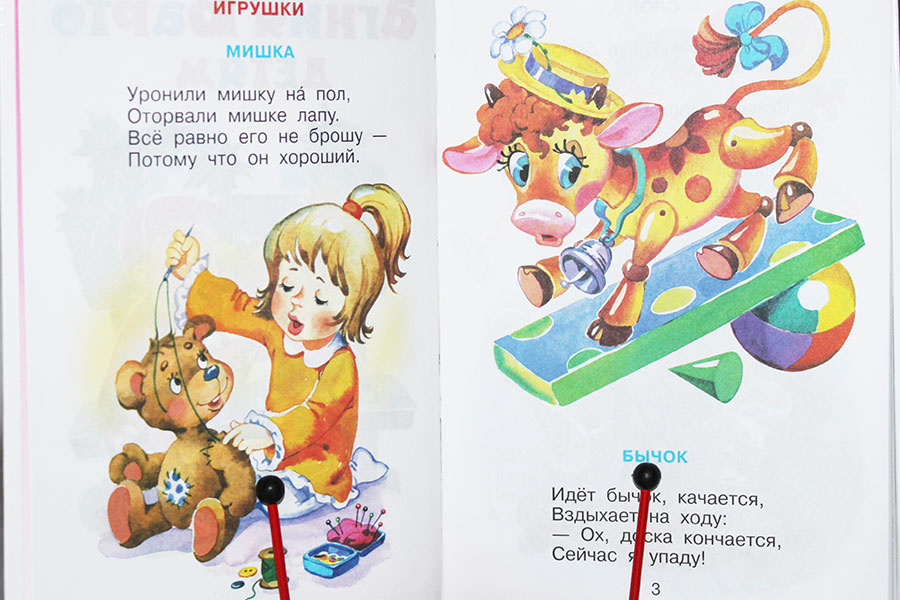 ИГРУШКИ
МИШКА
Уронили мишку на́ пол,
Оторвали мишке лапу.
Всё равно его не брошу —
Потому что он хороший.
БЫЧОК
Идёт бычок, качается,
Вздыхает на ходу:
— Ох, доска кончается,
Сейчас я упаду!
3